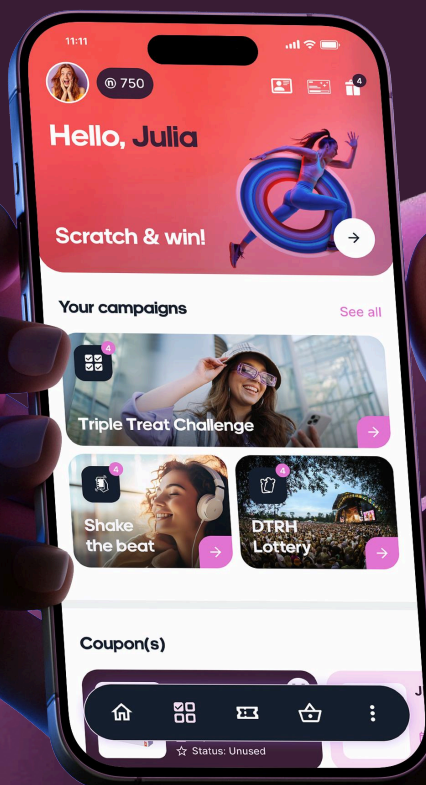 11:11
n 750
4
Hello, Julia
Scratch & win!
Your campaigns
See all
4
Triple Treat Challenge
4
Shake
the beat
4
DTRH
Lottery
Coupon(s)
J
Status: Unused